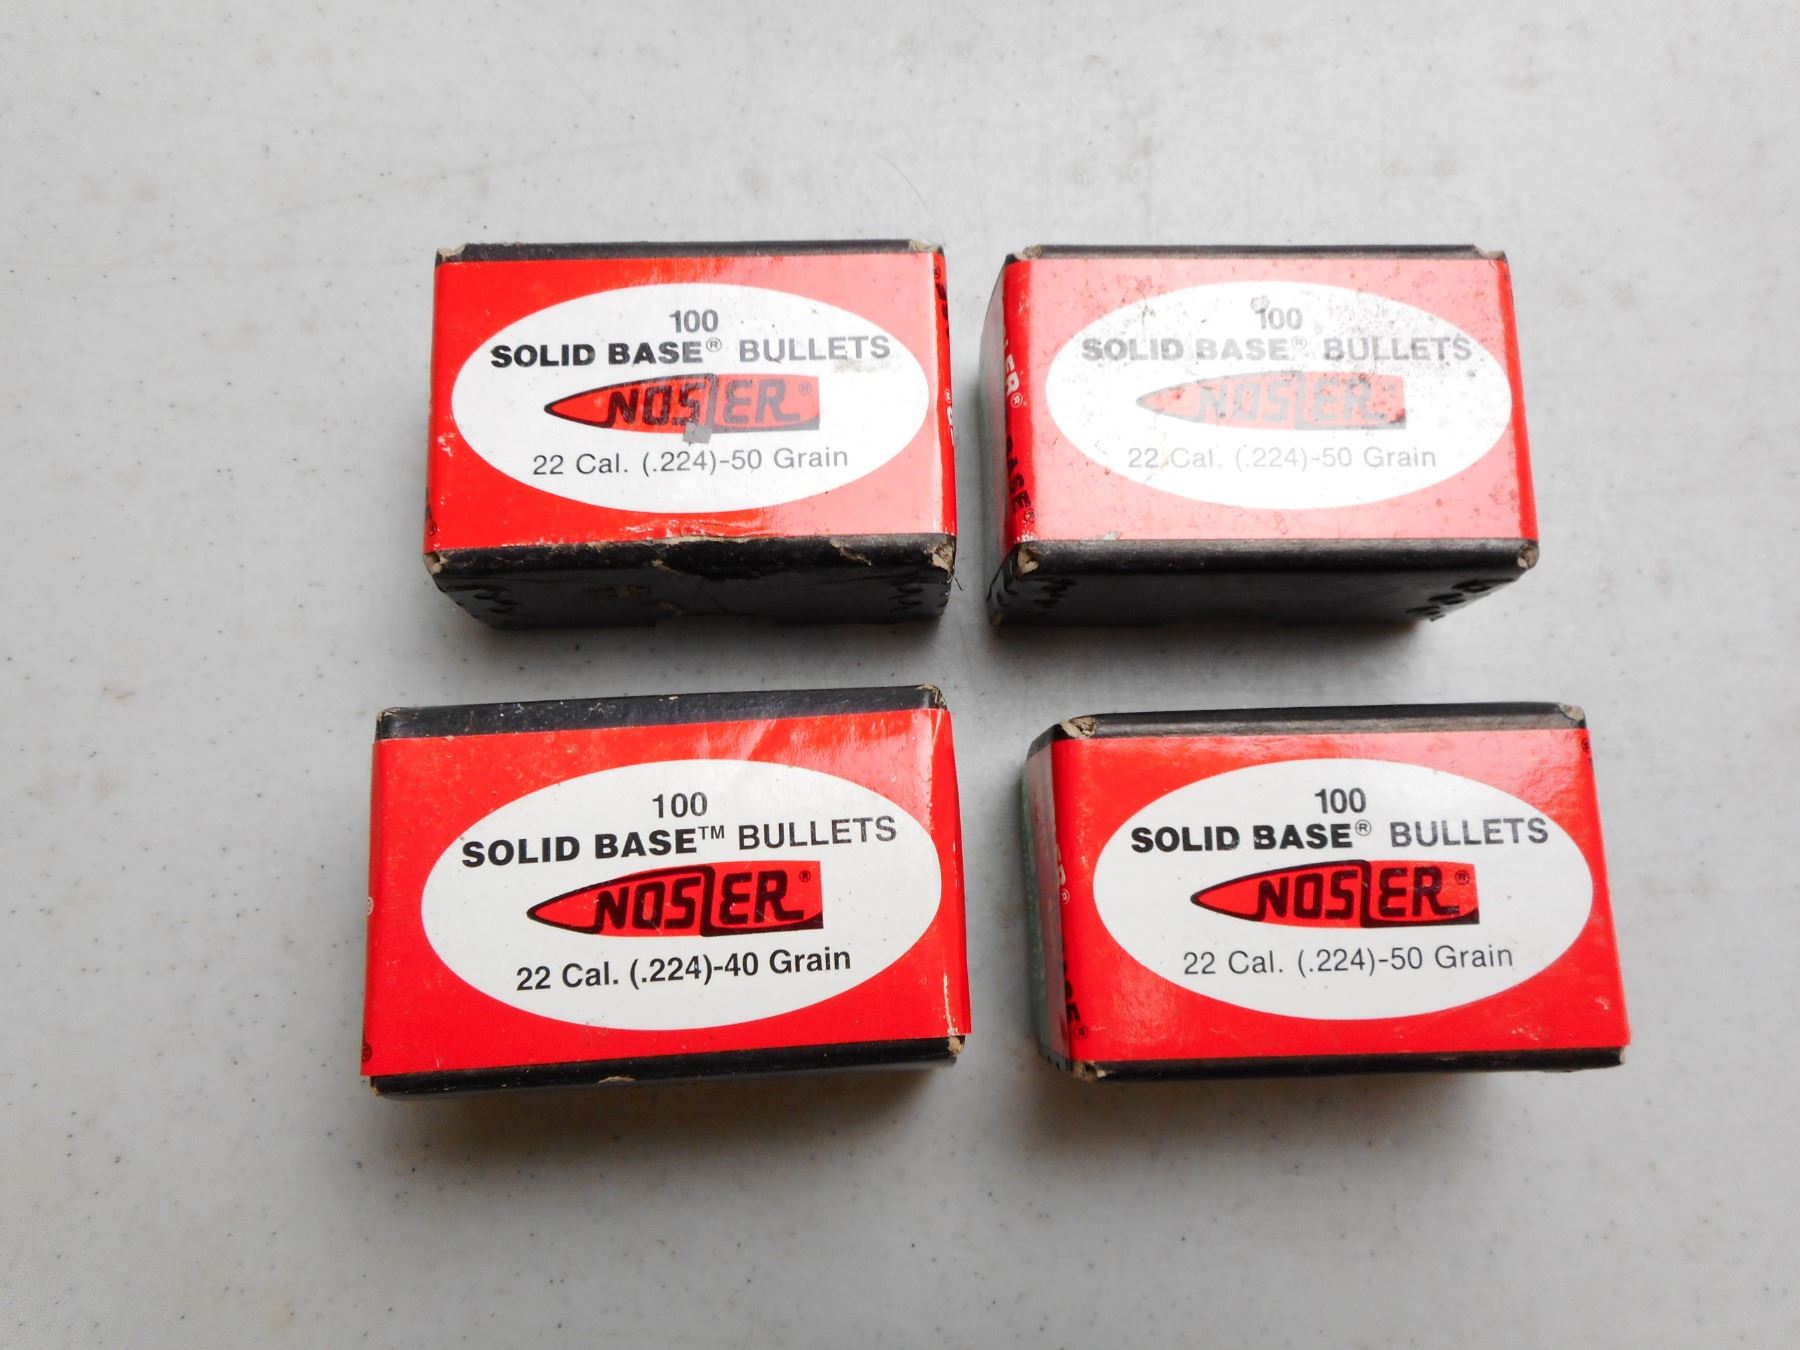 100
SOLID BASE® BULLETS
NOSLER®
22 Cal. (.224)-50 Grain
100
SOLID BASE® BULLETS
NOSLER
22 Cal. (.224)-50 Grain
100
SOLID BASE™ BULLETS
NOSLER®
22 Cal. (.224)-40 Grain
100
SOLID BASE® BULLETS
NOSLER®
22 Cal. (.224)-50 Grain